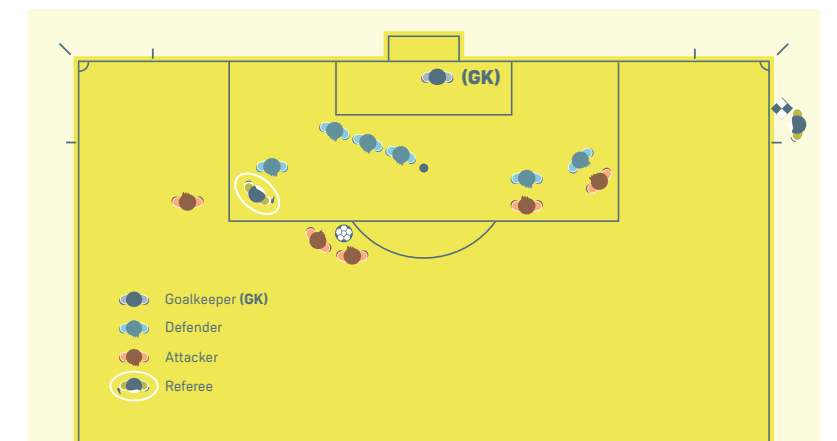 (GK)
Goalkeeper (GK)
Defender
Attacker
Referee